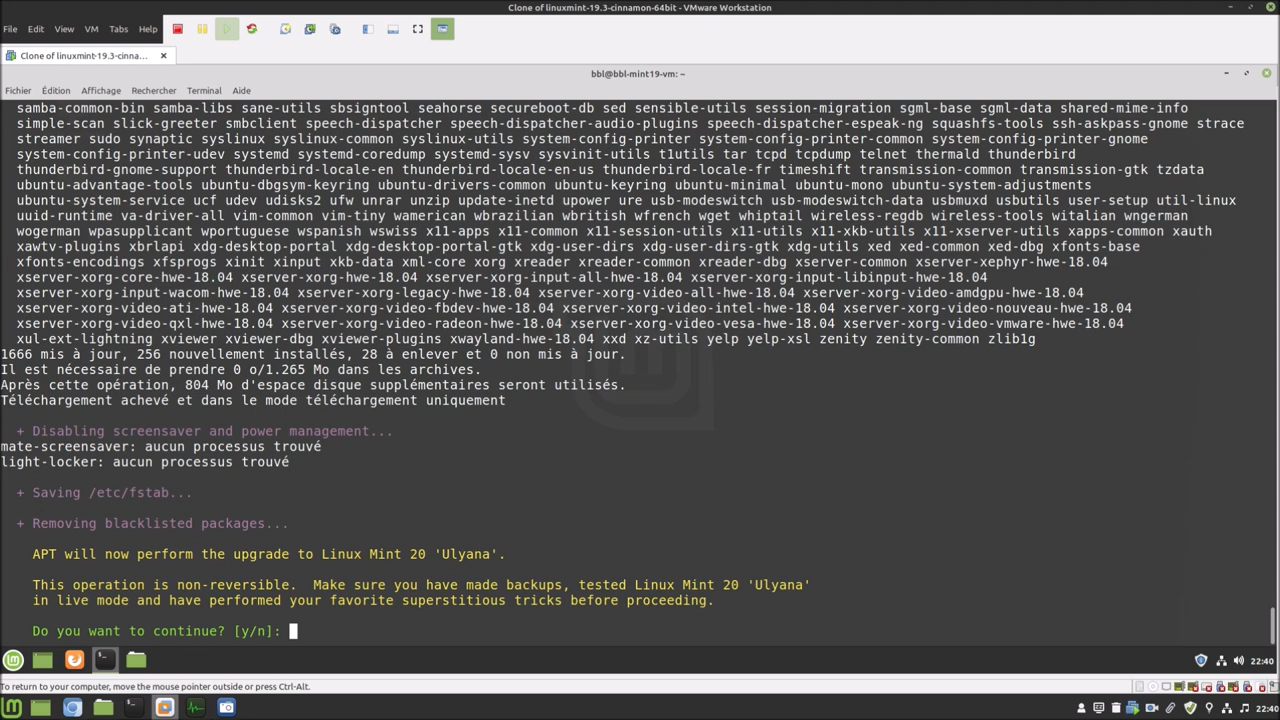 Clone of linuxmint-19.3-cinnamon-64bit - VMware Workstation
File Edit View VM Tabs Help
Clone of linuxmint-19.3-cinna...
bbl@bbl-mint19-vm: ~
Fichier Édition Affichage Rechercher Terminal Aide
samba-common-bin samba-libs sane-utils sbsigntool seahorse secureboot-db sed sensible-utils session-migration sgml-base sgml-data shared-mime-info
simple-scan slick-greeter smbclient speech-dispatcher speech-dispatcher-audio-plugins speech-dispatcher-espeak-ng squashfs-tools ssh-askpass-gnome strace
streamer sudo synaptic syslinux syslinux-common syslinux-utils system-config-printer system-config-printer-common system-config-printer-gnome
system-config-printer-udev systemd systemd-coredump systemd-sysv sysvinit-utils t1utils tar tcpd tcpdump telnet thermald thunderbird
thunderbird-gnome-support thunderbird-locale-en thunderbird-locale-en-us thunderbird-locale-fr timeshift transmission-common transmission-gtk tzdata
ubuntu-advantage-tools ubuntu-dbgsym-keyring ubuntu-drivers-common ubuntu-keyring ubuntu-minimal ubuntu-mono ubuntu-system-adjustments
ubuntu-system-service ucf udev udisks2 ufw unrar unzip update-inetd upower ure usb-modeswitch usb-modeswitch-data usbmuxd usbutils user-setup util-linux
uuid-runtime va-driver-all vim-common vim-tiny wamerican wbrazilian wbritish wfrench wget whiptail wireless-regdb wireless-tools witalian wngerman
wogerman wpasupplicant wportuguese wspanish wswiss x11-apps x11-common x11-session-utils x11-utils x11-xkb-utils x11-xserver-utils xapps-common xauth
xawtv-plugins xbrlapi xdg-desktop-portal xdg-desktop-portal-gtk xdg-user-dirs xdg-user-dirs-gtk xdg-utils xed xed-common xed-dbg xfonts-base
xfonts-encodings xfsprogs xinit xinput xkb-data xml-core xorg xreader xreader-common xreader-dbg xserver-common xserver-xephyr-hwe-18.04
xserver-xorg-core-hwe-18.04 xserver-xorg-hwe-18.04 xserver-xorg-input-all-hwe-18.04 xserver-xorg-input-libinput-hwe-18.04
xserver-xorg-input-wacom-hwe-18.04 xserver-xorg-legacy-hwe-18.04 xserver-xorg-video-all-hwe-18.04 xserver-xorg-video-amdgpu-hwe-18.04
xserver-xorg-video-ati-hwe-18.04 xserver-xorg-video-fbdev-hwe-18.04 xserver-xorg-video-intel-hwe-18.04 xserver-xorg-video-nouveau-hwe-18.04
xserver-xorg-video-qxl-hwe-18.04 xserver-xorg-video-radeon-hwe-18.04 xserver-xorg-video-vesa-hwe-18.04 xserver-xorg-video-vmware-hwe-18.04
xul-ext-lightning xviewer xviewer-dbg xviewer-plugins xwayland-hwe-18.04 xxd xz-utils yelp yelp-xsl zenity zenity-common zlib1g
1666 mis à jour, 256 nouvellement installés, 28 à enlever et 0 non mis à jour.
Il est nécessaire de prendre 0 o/1.265 Mo dans les archives.
Après cette opération, 804 Mo d'espace disque supplémentaires seront utilisés.
Téléchargement achevé et dans le mode téléchargement uniquement
+ Disabling screensaver and power management...
mate-screensaver: aucun processus trouvé
light-locker: aucun processus trouvé
+ Saving /etc/fstab...
+ Removing blacklisted packages...
APT will now perform the upgrade to Linux Mint 20 'Ulyana'.
This operation is non-reversible. Make sure you have made backups, tested Linux Mint 20 'Ulyana'
in live mode and have performed your favorite superstitious tricks before proceeding.
Do you want to continue? [y/n]:
22:40
To return to your computer, move the mouse pointer outside or press Ctrl-Alt.
22:40